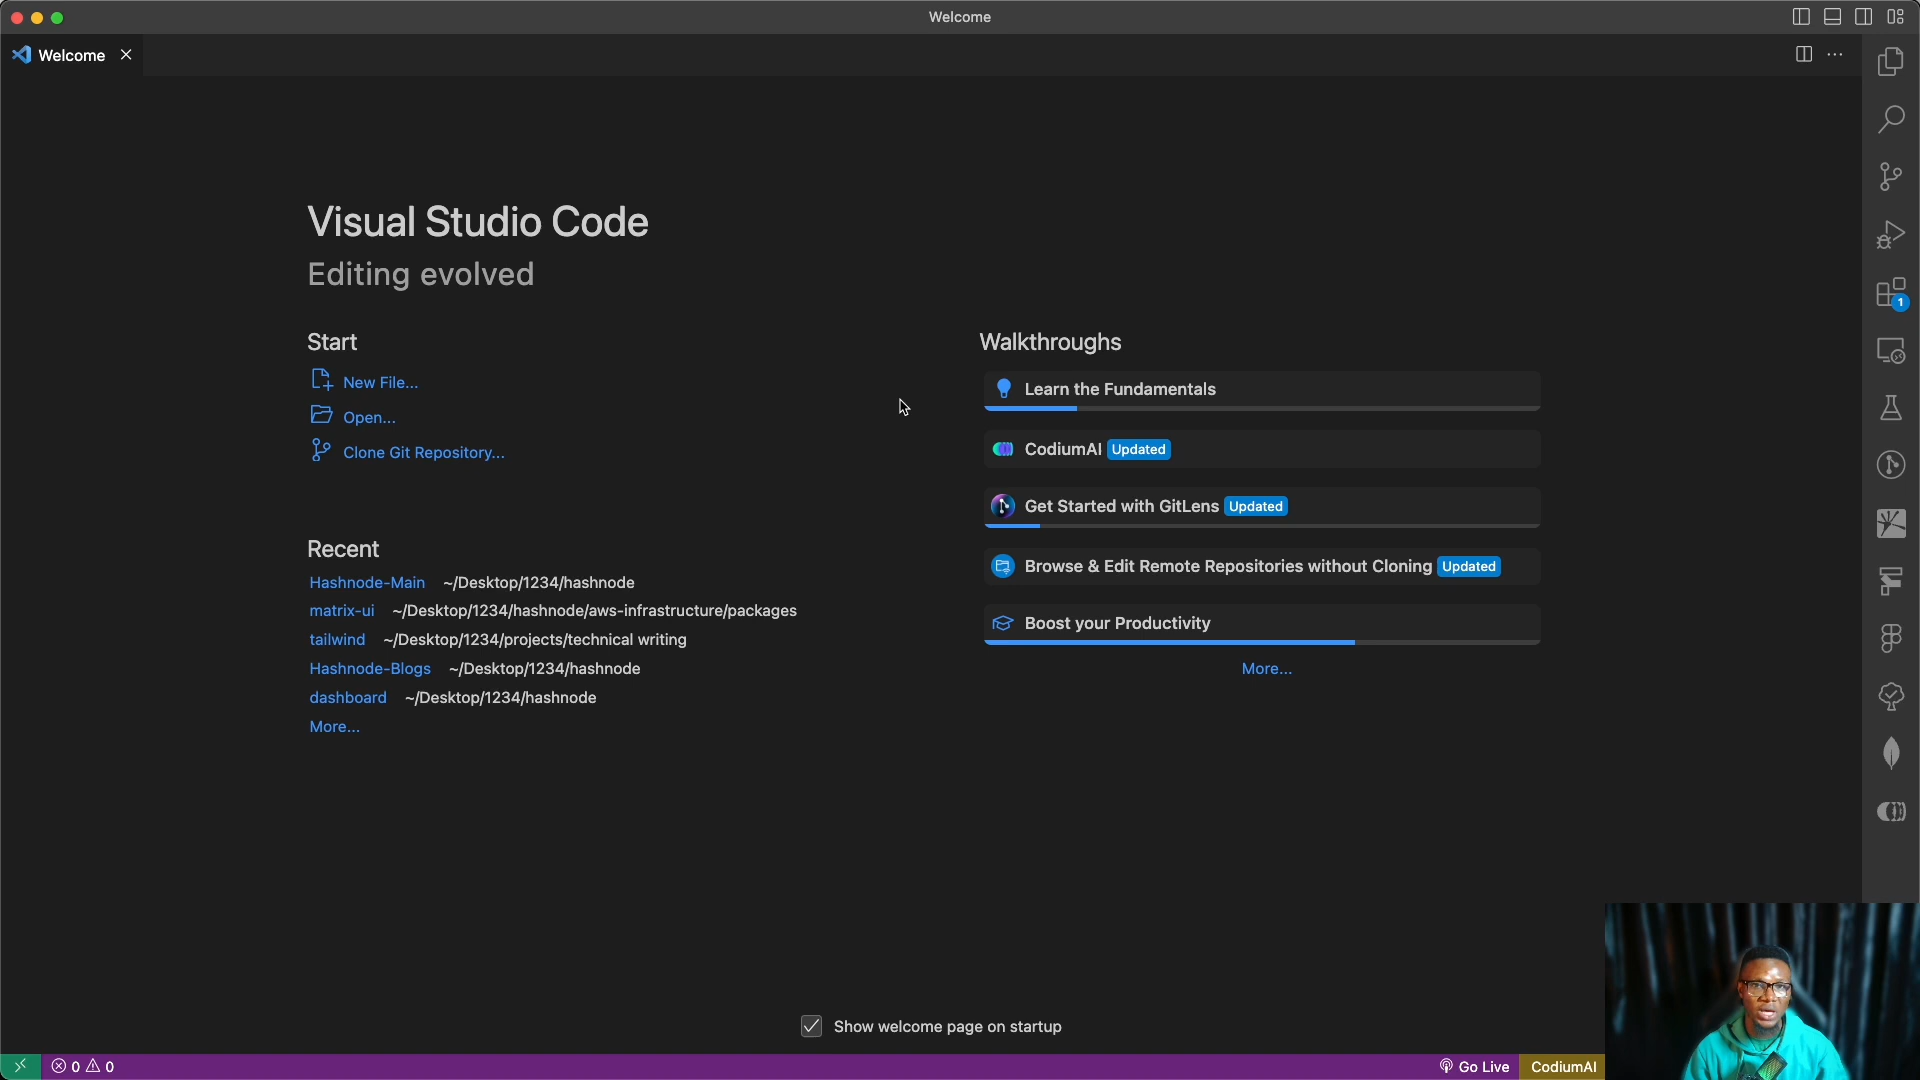 Welcome
Welcome
Visual Studio Code
Editing evolved
Start
New File...
Open...
Clone Git Repository...
Recent
Hashnode-Main ~/Desktop/1234/hashnode
matrix-ui ~/Desktop/1234/hashnode/aws-infrastructure/packages
tailwind ~/Desktop/1234/projects/technical writing
Hashnode-Blogs ~/Desktop/1234/hashnode
dashboard ~/Desktop/1234/hashnode
More...
Walkthroughs
Learn the Fundamentals
CodiumAI Updated
Get Started with GitLens Updated
Browse & Edit Remote Repositories without Cloning Updated
Boost your Productivity
More...
1
Show welcome page on startup
0 0
Go Live
CodiumAI